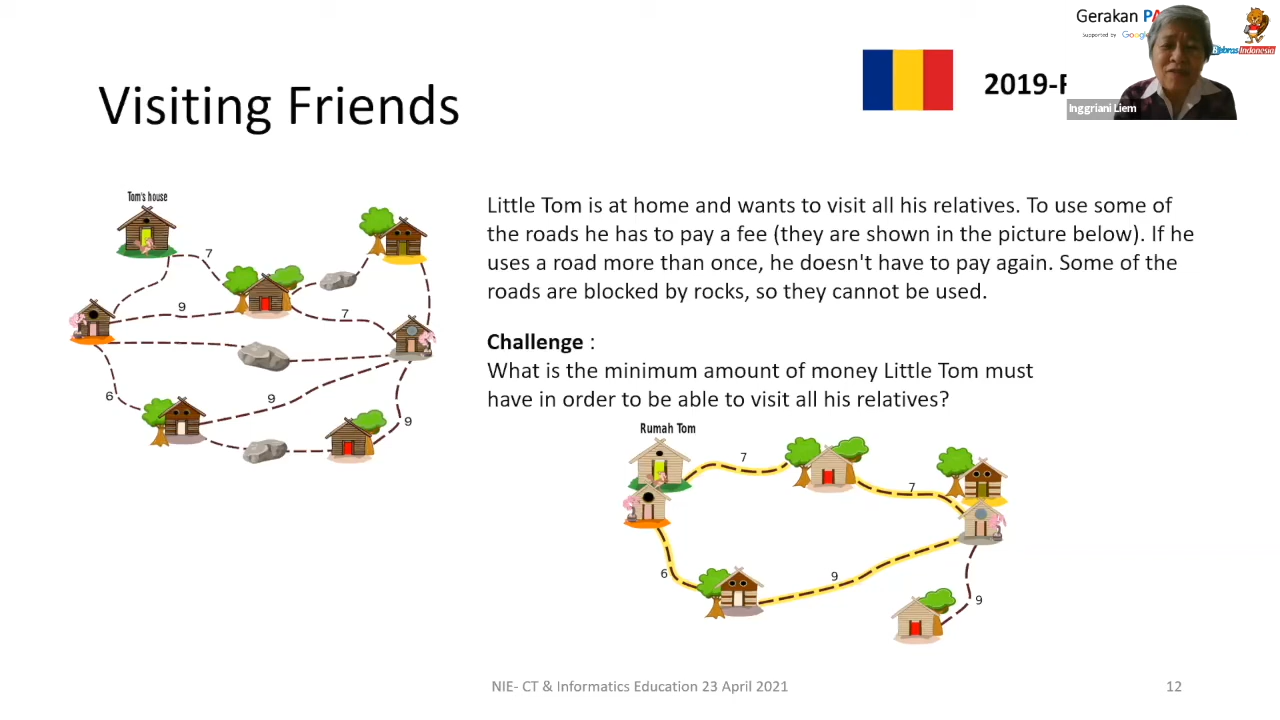 Gerakan PA
supported by Google
Bebras Indonesia
Visiting Friends
2019-
Inggriani Liem
Tom's house
7
9
7
6
9
9
Little Tom is at home and wants to visit all his relatives. To use some of
the roads he has to pay a fee (they are shown in the picture below). If he
uses a road more than once, he doesn't have to pay again. Some of the
roads are blocked by rocks, so they cannot be used.
Challenge :
What is the minimum amount of money Little Tom must
have in order to be able to visit all his relatives?
Rumah Tom
7
7
6
9
9
NIE- CT & Informatics Education 23 April 2021
12